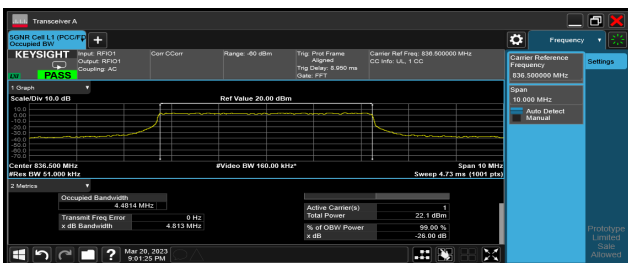 Transceiver A
5GNR Cell L1 (PCC/FP
Occupied BW
Frequency
KEYSIGHT
Input: RFIO1
Output: RFIO1
Coupling: AC
Corr CCorr
Range: -60 dBm
Trig: Prot Frame
Aligned
Trig Delay: 8.950 ms
Gate: FFT
Carrier Ref Freq: 836.500000 MHz
CC Info: UL, 1 CC
PASS
Carrier Reference
Frequency
836.500000 MHz
Settings
Span
10.000 MHz
Auto Detect
Manual
1 Graph
Scale/Div 10.0 dB
Ref Value 20.00 dBm
10.0
0.00
-10.0
-20.0
-30.0
-40.0
-50.0
-60.0
-70.0
Center 836.500 MHz
#Video BW 160.00 kHz*
Span 10 MHz
#Res BW 51.000 kHz
Sweep 4.73 ms (1001 pts)
2 Metrics
Occupied Bandwidth
4.4814 MHz
Active Carrier(s) 1
Transmit Freq Error 0 Hz
Total Power 22.1 dBm
x dB Bandwidth 4.813 MHz
% of OBW Power 99.00 %
x dB -26.00 dB
Prototype
Limited
Sale
Allowed
Mar 20, 2023
9:01:25 PM